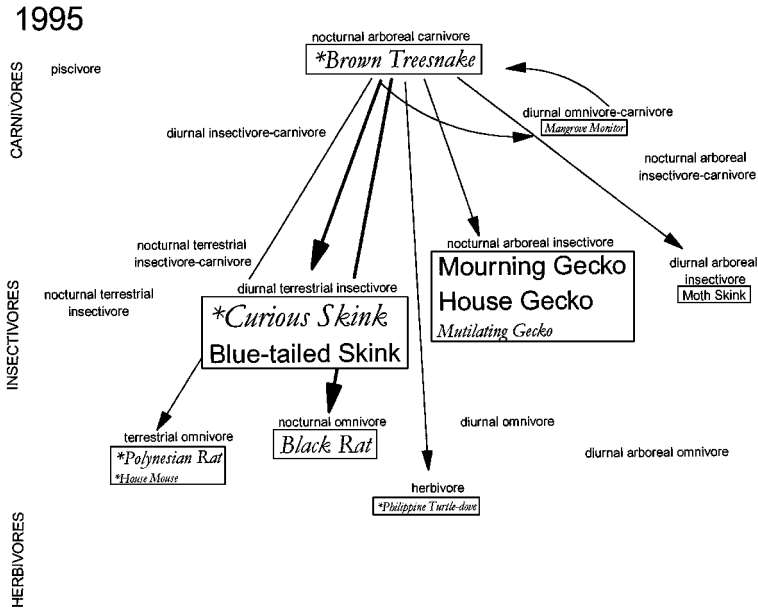 1995
nocturnal arboreal carnivore
*Brown Treesnake
CARNIVORES
piscivore
diurnal omnivore-carnivore
Mangrove Monitor
diurnal insectivore-carnivore
nocturnal arboreal
insectivore-carnivore
nocturnal terrestrial
insectivore-carnivore
nocturnal arboreal insectivore
Mourning Gecko
House Gecko
Mutilating Gecko
diurnal arboreal
insectivore
Moth Skink
INSECTIVORES
nocturnal terrestrial
insectivore
diurnal terrestrial insectivore
*Curious Skink
Blue-tailed Skink
terrestrial omnivore
*Polynesian Rat
*House Mouse
nocturnal omnivore
Black Rat
diurnal omnivore
diurnal arboreal omnivore
herbivore
*Philippine Turtle-dove
HERBIVORES